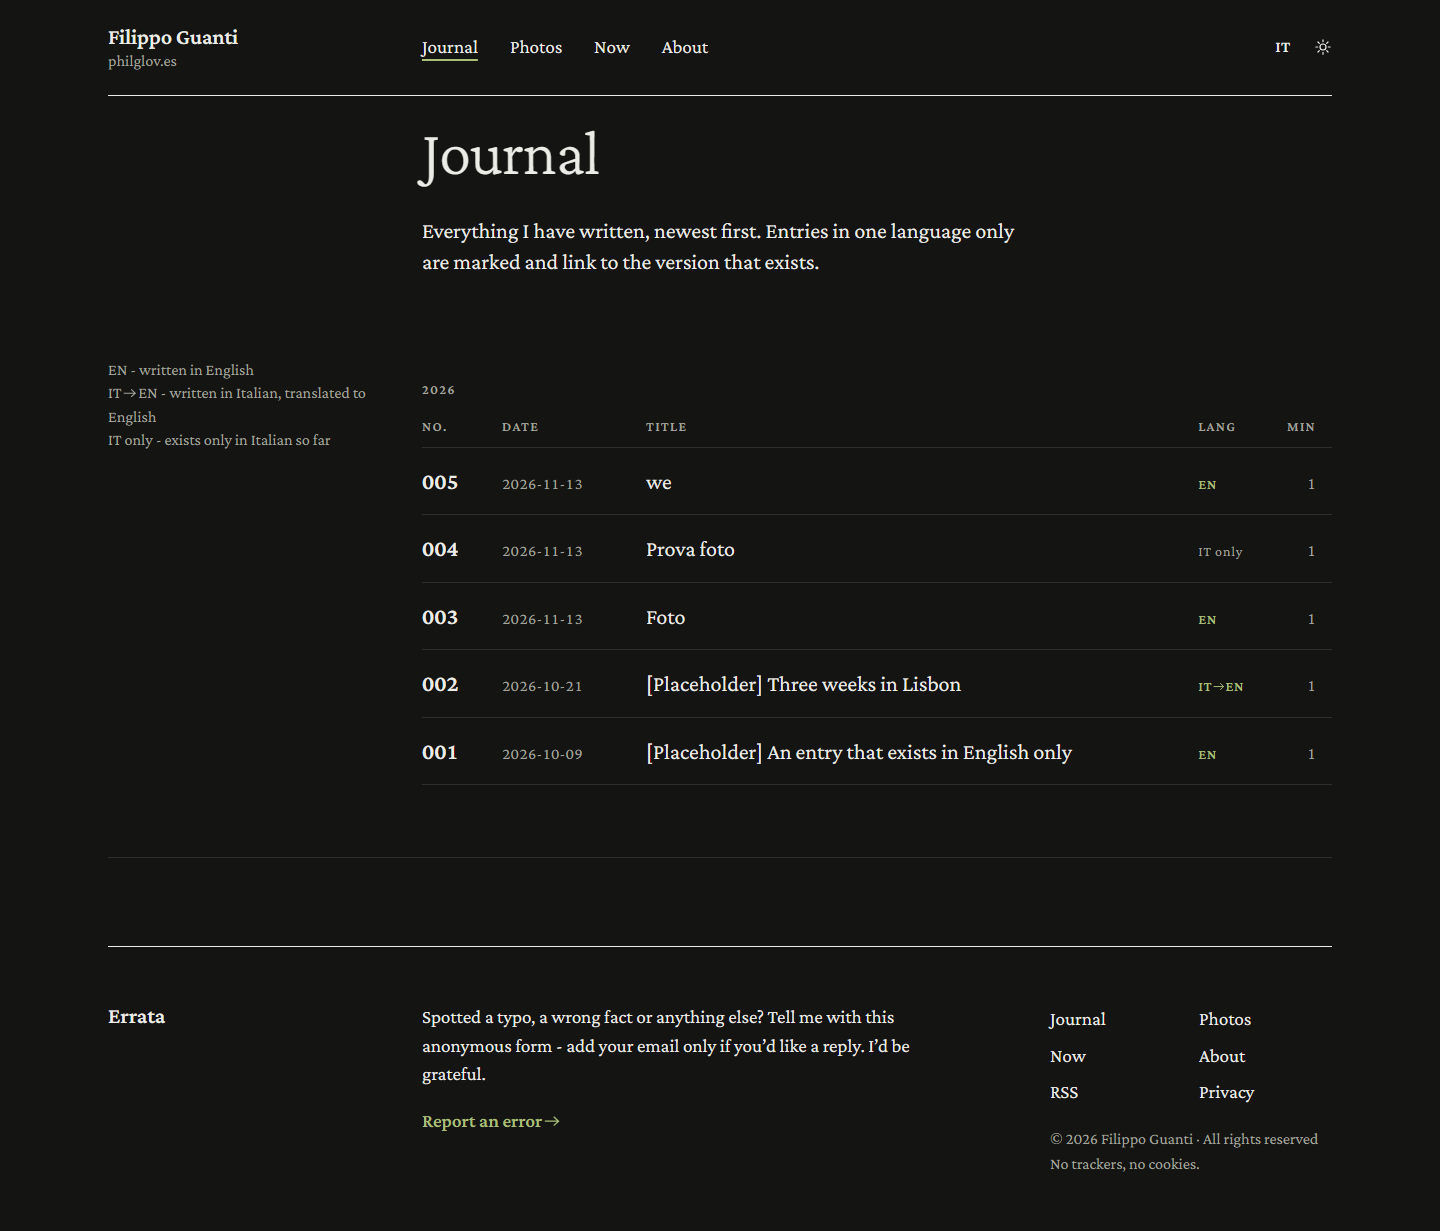 Filippo Guanti
philglov.es
Journal Photos Now About IT
Journal
Everything I have written, newest first. Entries in one language only
are marked and link to the version that exists.
EN - written in English
IT→EN - written in Italian, translated to
English
IT only - exists only in Italian so far
2026
NO. DATE TITLE LANG MIN
005 2026-11-13 we EN 1
004 2026-11-13 Prova foto IT only 1
003 2026-11-13 Foto EN 1
002 2026-10-21 [Placeholder] Three weeks in Lisbon IT→EN 1
001 2026-10-09 [Placeholder] An entry that exists in English only EN 1
Errata
Spotted a typo, a wrong fact or anything else? Tell me with this
anonymous form - add your email only if you’d like a reply. I’d be
grateful.
Report an error→
Journal Photos
Now About
RSS Privacy
© 2026 Filippo Guanti · All rights reserved
No trackers, no cookies.